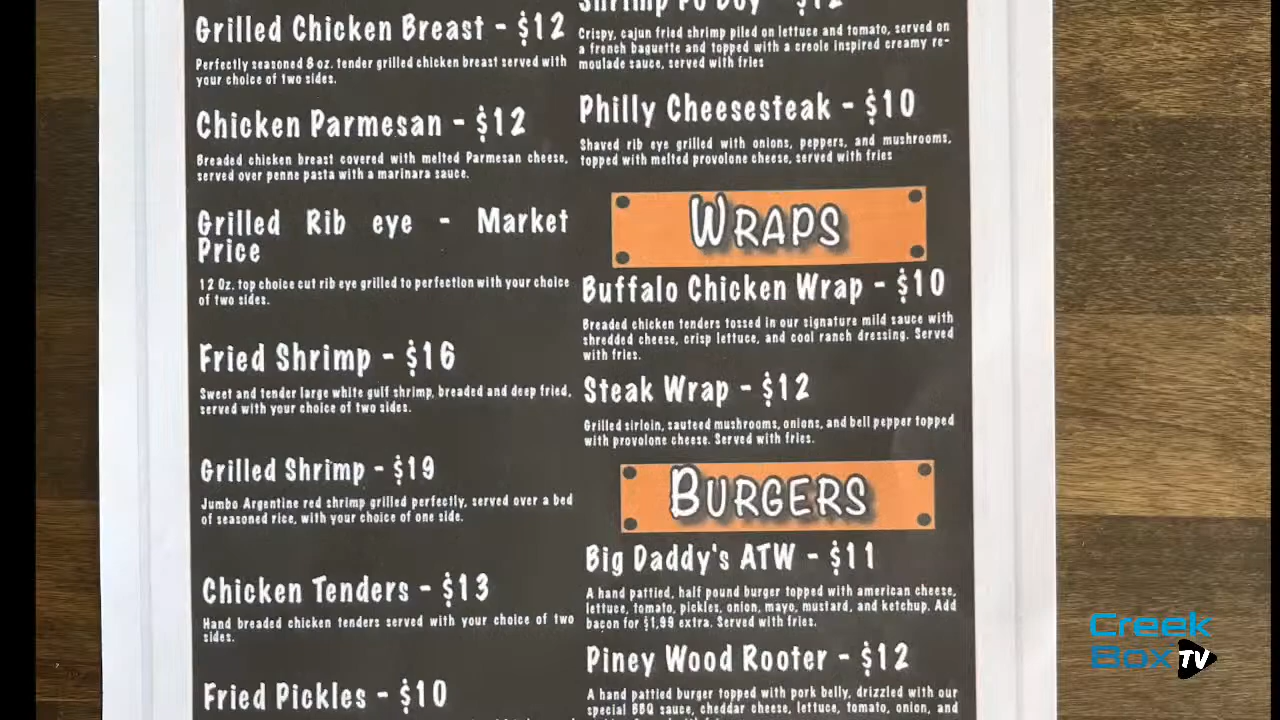 Grilled Chicken Breast - $12
Perfectly seasoned 8 oz. tender grilled chicken breast served with
your choice of two sides.
Chicken Parmesan - $12
Breaded chicken breast covered with melted Parmesan cheese,
served over penne pasta with a marinara sauce.
Grilled Rib eye - Market
Price
12 Oz. top choice cut rib eye grilled to perfection with your choice
of two sides.
Fried Shrimp - $16
Sweet and tender large white gulf shrimp, breaded and deep fried,
served with your choice of two sides.
Grilled Shrimp - $19
Jumbo Argentine red shrimp grilled perfectly, served over a bed
of seasoned rice, with your choice of one side.
Chicken Tenders - $13
Hand breaded chicken tenders served with your choice of two
sides.
Fried Pickles - $10
Shrimp Po Boy - $12
Crispy, cajun fried shrimp piled on lettuce and tomato, served on
a french baguette and topped with a creole inspired creamy re-
moulade sauce, served with fries
Philly Cheesesteak - $10
Shaved rib eye grilled with onions, peppers, and mushrooms,
topped with melted provolone cheese, served with fries
WRAPS
Buffalo Chicken Wrap - $10
Breaded chicken tenders tossed in our signature mild sauce with
shredded cheese, crisp lettuce, and cool ranch dressing. Served
with fries.
Steak Wrap - $12
Grilled sirloin, sauteed mushrooms, onions, and bell pepper topped
with provolone cheese. Served with fries.
BURGERS
Big Daddy's ATW - $11
A hand pattied, half pound burger topped with american cheese,
lettuce, tomato, pickles, onion, mayo, mustard, and ketchup. Add
bacon for $1.99 extra. Served with fries.
Piney Wood Rooter - $12
A hand pattied burger topped with pork belly, drizzled with our
special BBQ sauce, cheddar cheese, lettuce, tomato, onion, and
Creek
Box TV